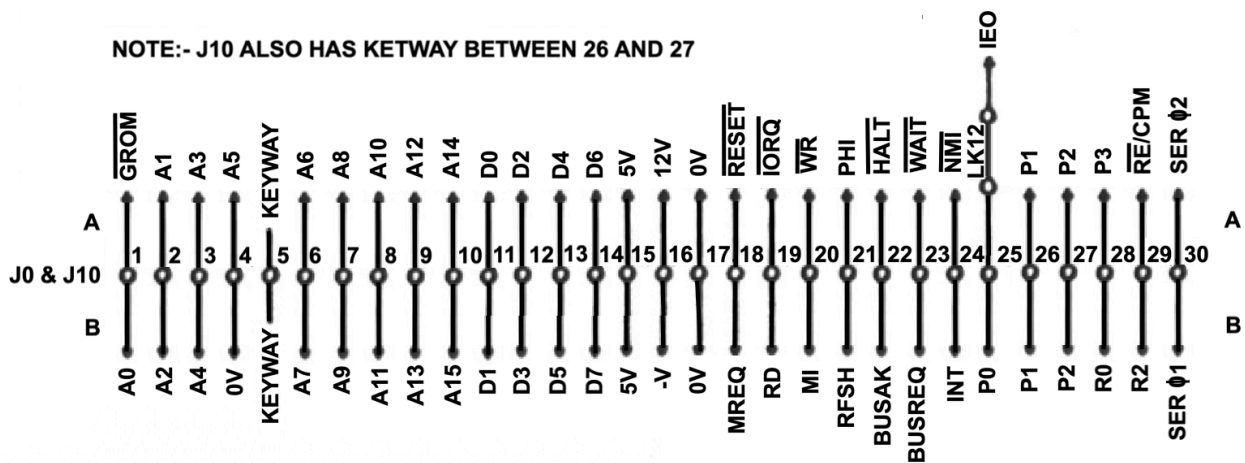 NOTE:- J10 ALSO HAS KETWAY BETWEEN 26 AND 27
IEO
GROM A1 A3 A5 KEYWAY A6 A8 A10 A12 A14 D0 D2 D4 D6 5V 12V 0V RESET IORQ WR PHI HALT WAIT NMI LK12 P1 P2 P3 RE/CPM SER ϕ2
A A
J0 & J10 1 2 3 4 5 6 7 8 9 10 11 12 13 14 15 16 17 18 19 20 21 22 23 24 25 26 27 28 29 30
B B
A0 A2 A4 0V KEYWAY A7 A9 A11 A13 A15 D1 D3 D5 D7 5V -V 0V MREQ RD MI RFSH BUSAK BUSREQ INT P0 P1 P2 R0 R2 SER ϕ1